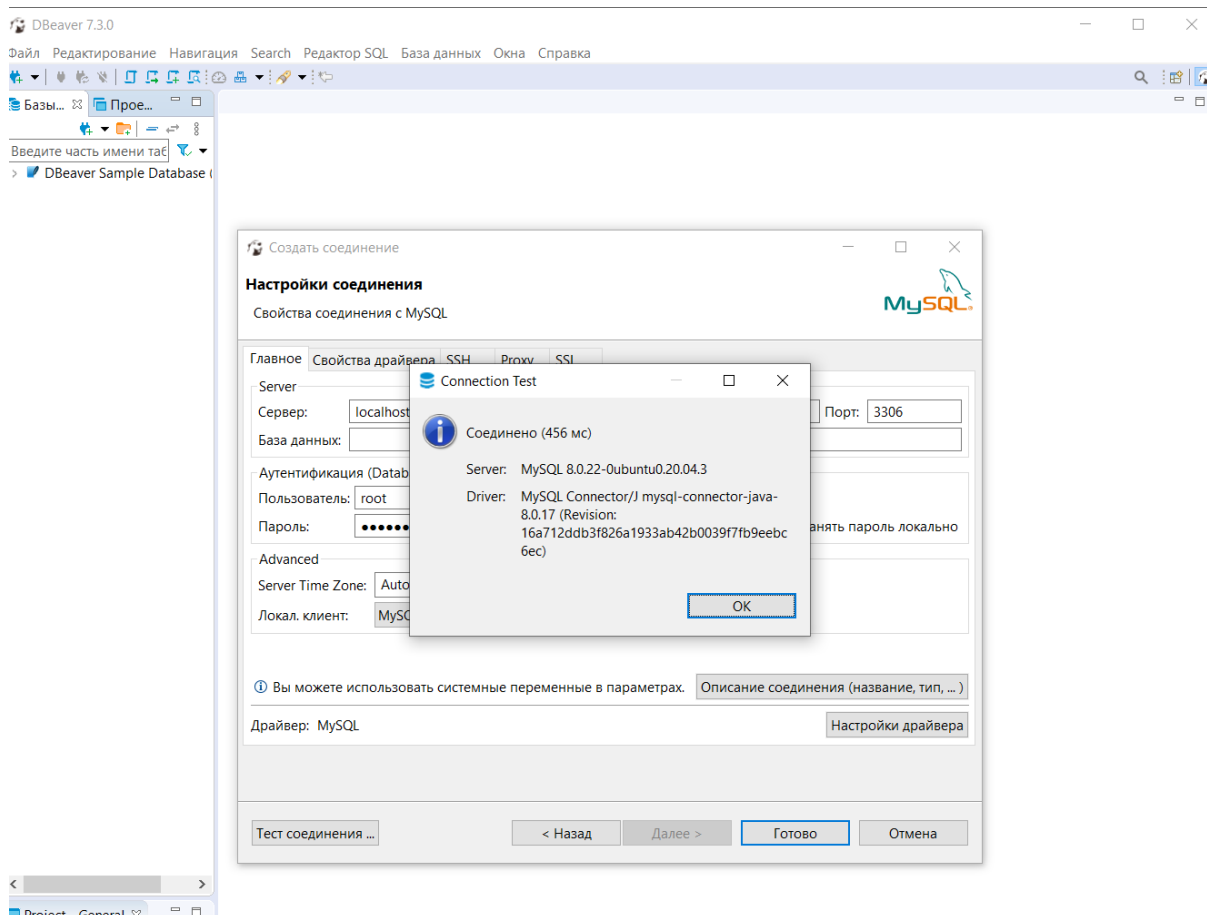 DBeaver 7.3.0
Файл Редактирование Навигация Search Редактор SQL База данных Окна Справка
Базы... Прое...
Введите часть имени таб
DBeaver Sample Database (
Создать соединение
Настройки соединения
Свойства соединения с MySQL
MySQL
Главное Свойства драйвера SSH Proxy SSL
Server
Сервер: localhost Порт: 3306
База данных:
Аутентификация (Datab
Пользователь: root
Пароль: ••••••• анять пароль локально
Advanced
Server Time Zone: Auto
Локал. клиент: MySC
Connection Test
Соединено (456 мс)
Server: MySQL 8.0.22-0ubuntu0.20.04.3
Driver: MySQL Connector/J mysql-connector-java-
8.0.17 (Revision:
16a712ddb3f826a1933ab42b0039f7fb9eebc
6ec)
OK
Вы можете использовать системные переменные в параметрах. Описание соединения (название, тип, ... )
Драйвер: MySQL Настройки драйвера
Тест соединения ... < Назад Далее > Готово Отмена
Project - General